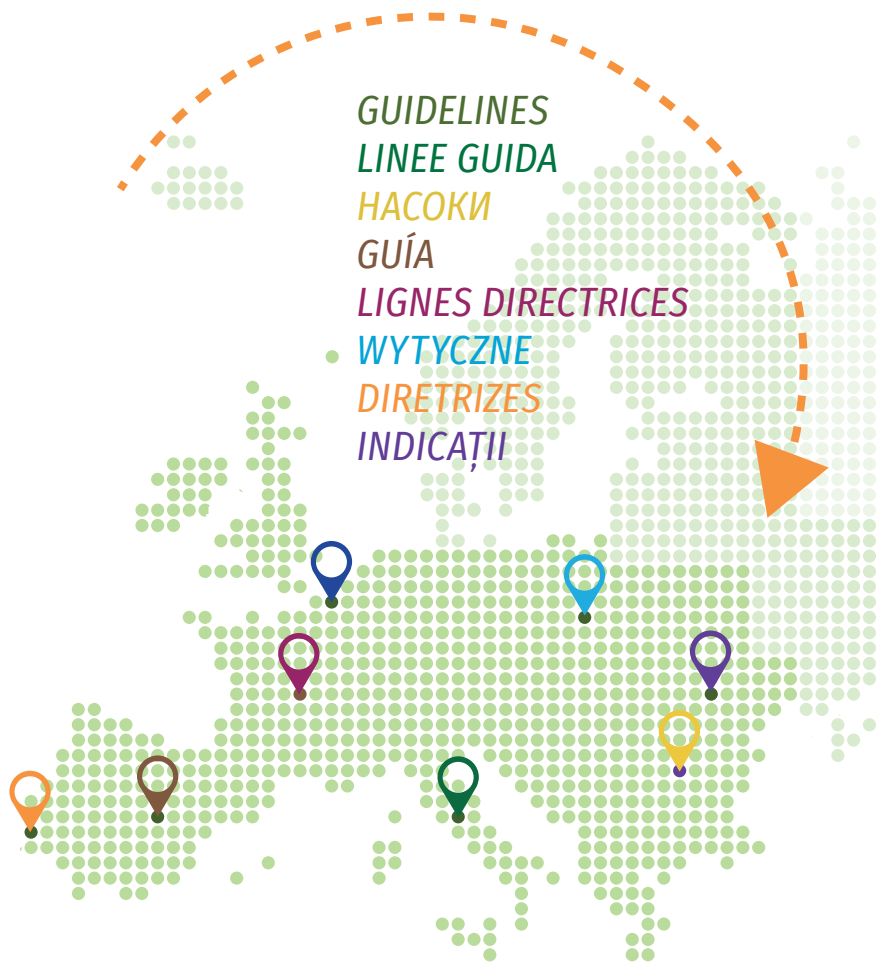 GUIDELINES
LINEE GUIDA
НАСОКИ
GUÍA
LIGNES DIRECTRICES
WYTYCZNE
DIRETRIZES
INDICAȚII